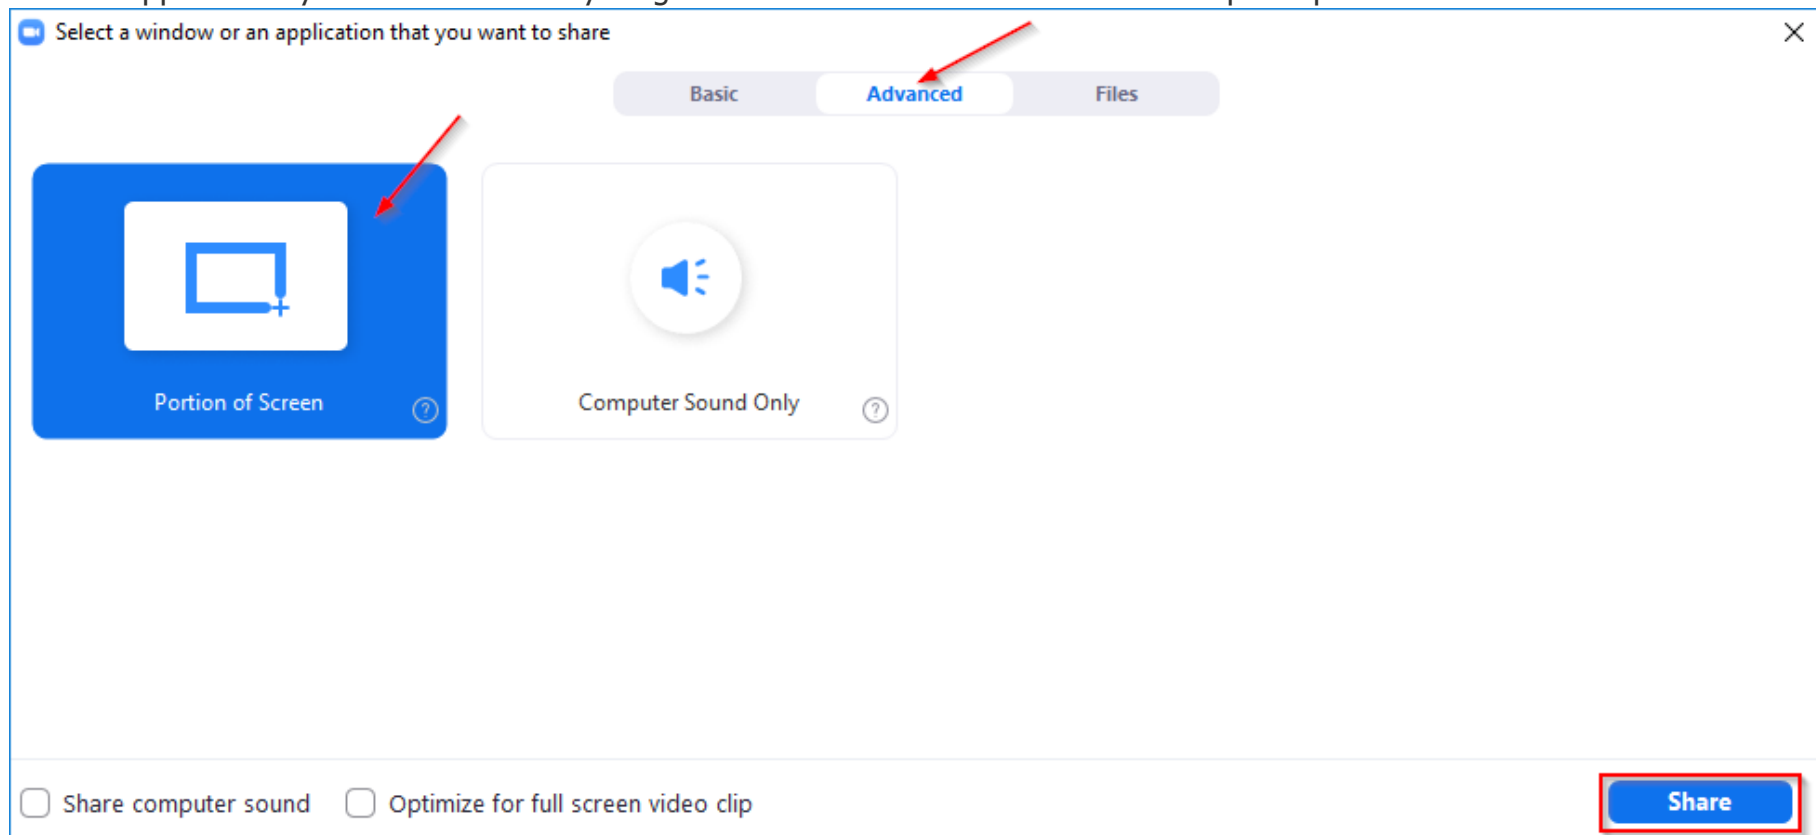 Select a window or an application that you want to share
Basic Advanced Files
Portion of Screen ?
Computer Sound Only ?
Share computer sound Optimize for full screen video clip Share